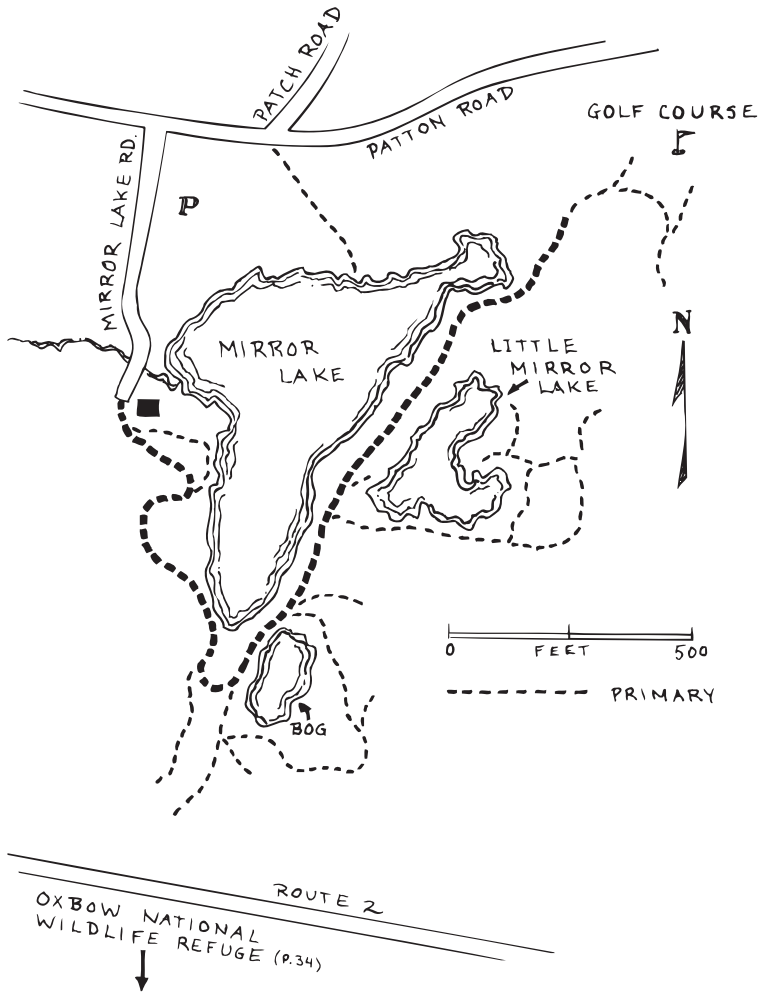 PATCH ROAD
PATTON ROAD
GOLF COURSE
MIRROR LAKE RD.
P
N
MIRROR
LAKE
LITTLE
MIRROR
LAKE
0 FEET 500
PRIMARY
BOG
ROUTE 2
OXBOW NATIONAL
WILDLIFE REFUGE (P.34)